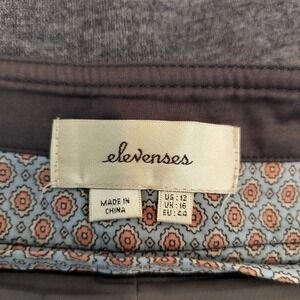 elevenses
MADE IN
CHINA
US: 12
UK: 16
EU: 44